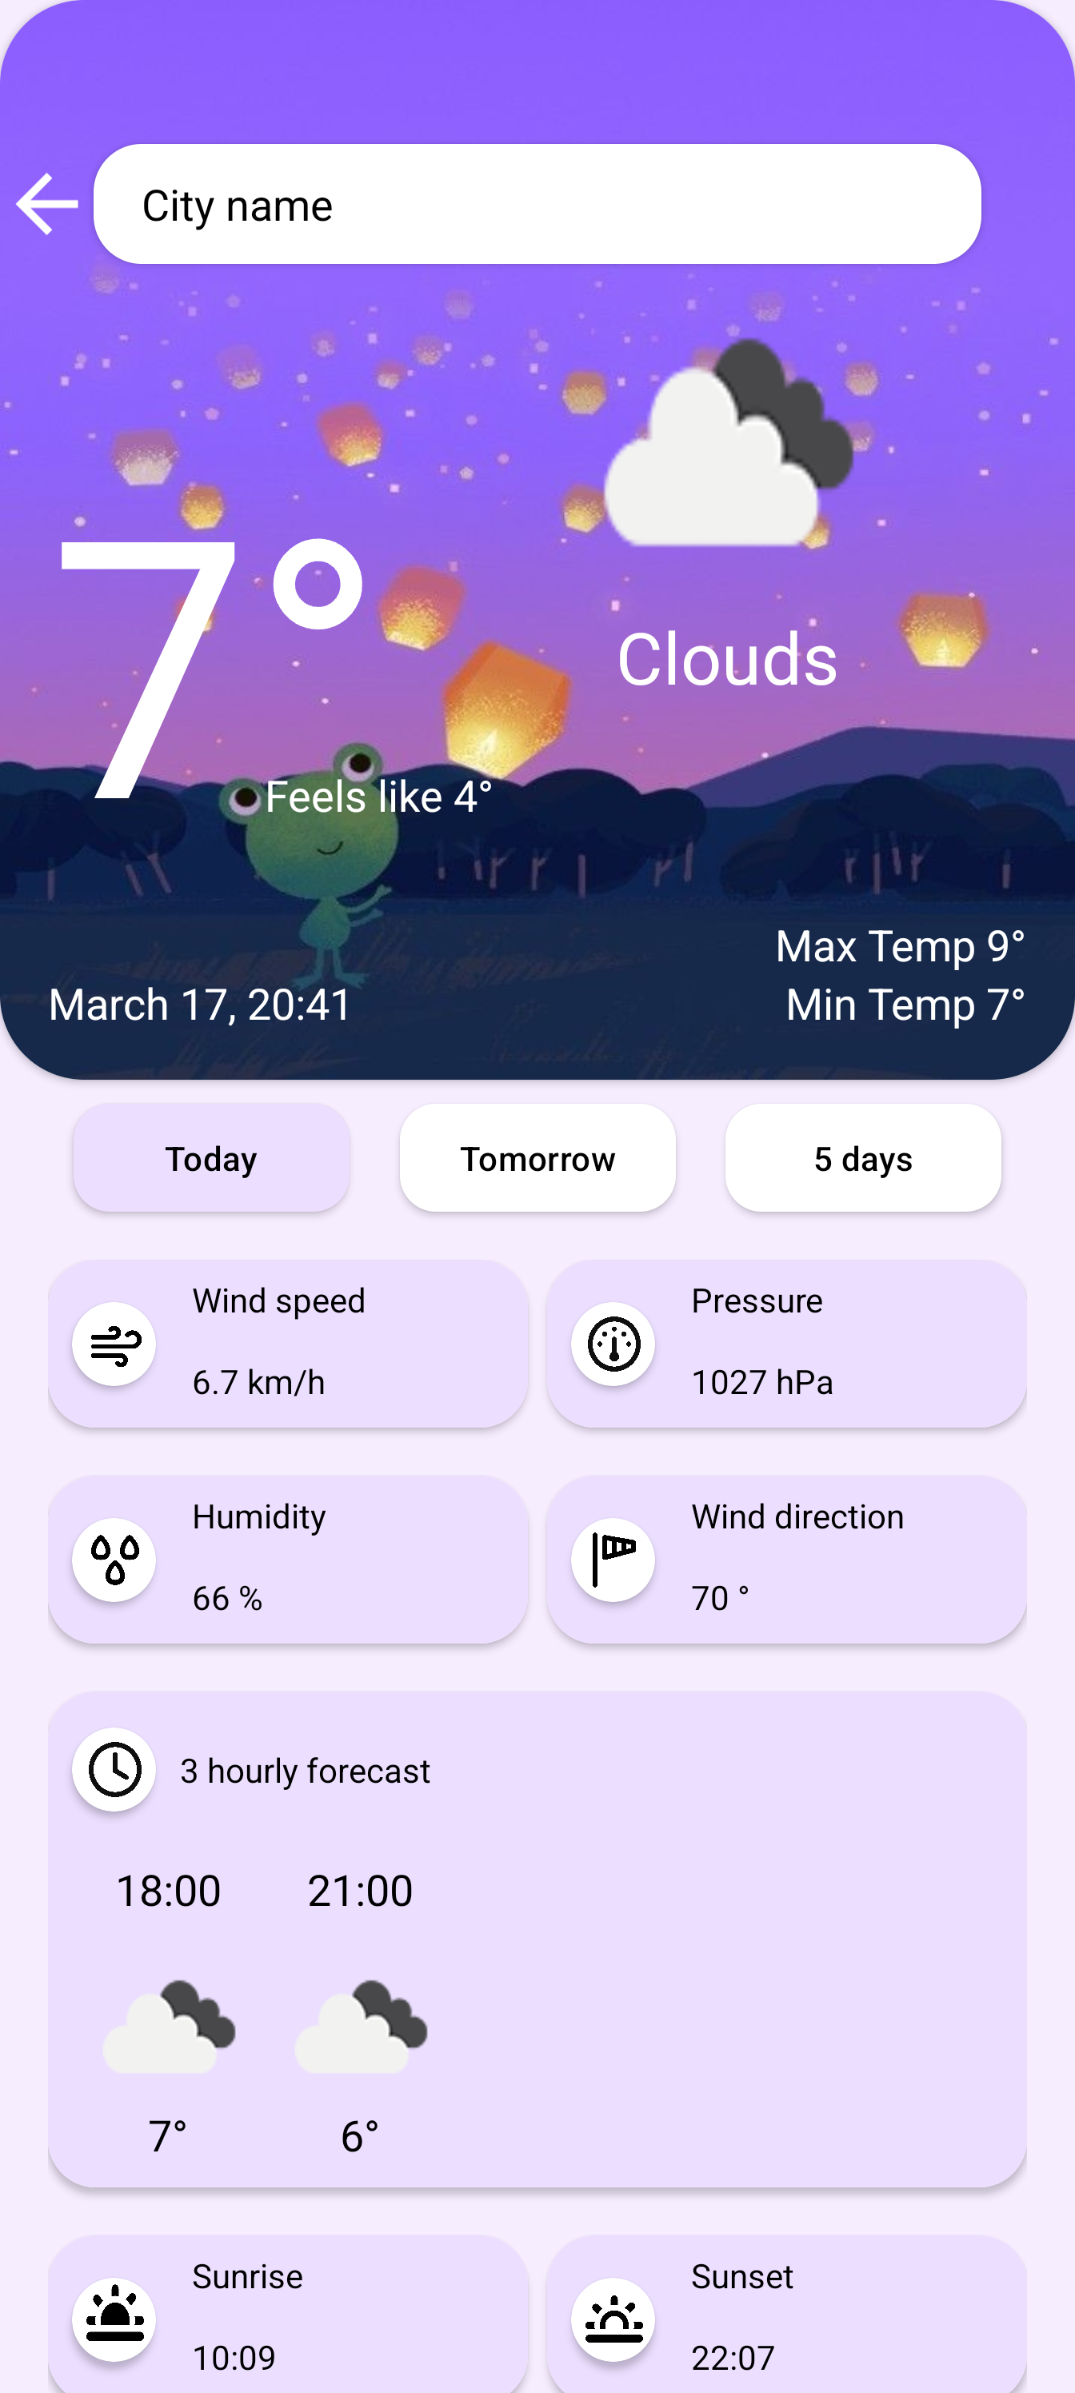 City name
7°
Clouds
Feels like 4°
March 17, 20:41
Max Temp 9°
Min Temp 7°
Today
Tomorrow
5 days
Wind speed
6.7 km/h
Pressure
1027 hPa
Humidity
66 %
Wind direction
70 °
3 hourly forecast
18:00
21:00
7°
6°
Sunrise
10:09
Sunset
22:07